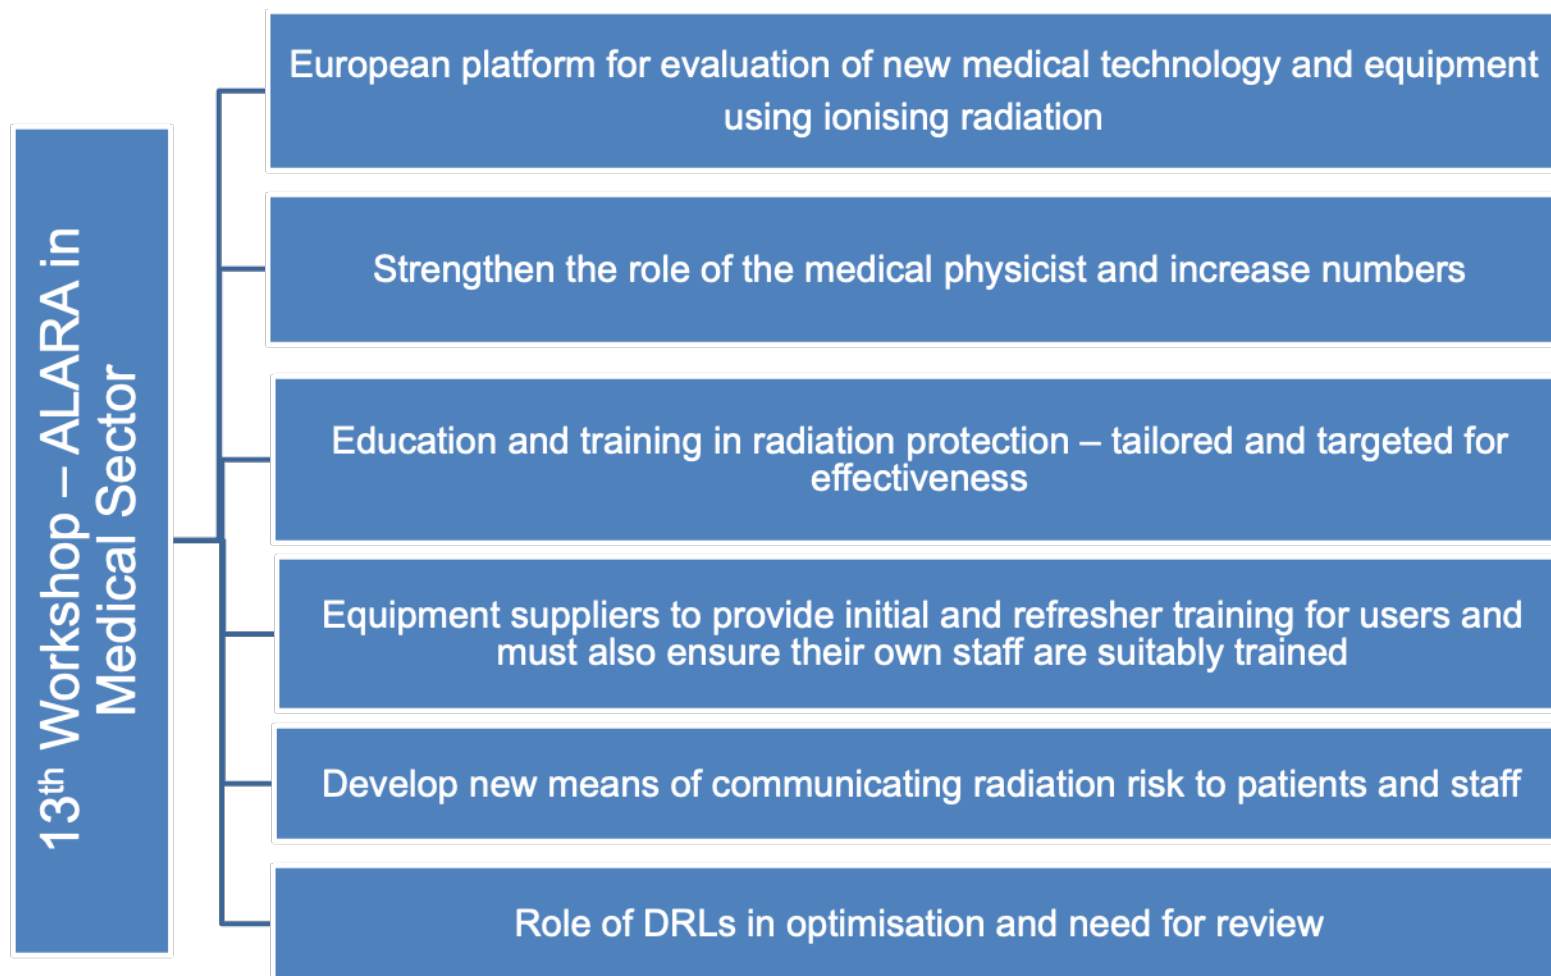 13th Workshop – ALARA in
Medical Sector
European platform for evaluation of new medical technology and equipment
using ionising radiation
Strengthen the role of the medical physicist and increase numbers
Education and training in radiation protection – tailored and targeted for
effectiveness
Equipment suppliers to provide initial and refresher training for users and
must also ensure their own staff are suitably trained
Develop new means of communicating radiation risk to patients and staff
Role of DRLs in optimisation and need for review